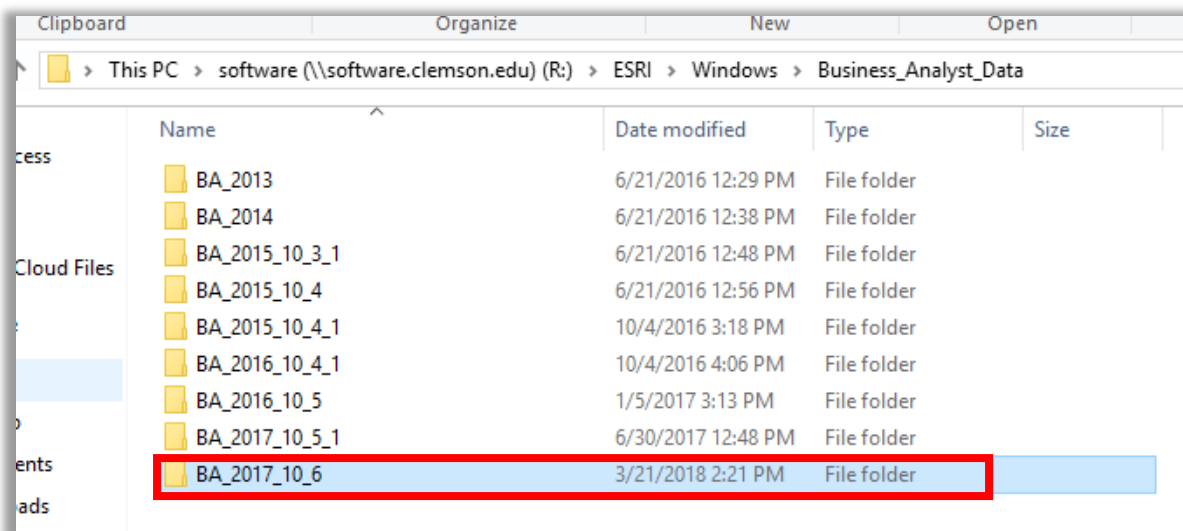 Clipboard Organize New Open
This PC > software (\\software.clemson.edu) (R:) > ESRI > Windows > Business_Analyst_Data
Name Date modified Type Size
cess
BA_2013 6/21/2016 12:29 PM File folder
BA_2014 6/21/2016 12:38 PM File folder
BA_2015_10_3_1 6/21/2016 12:48 PM File folder
Cloud Files
BA_2015_10_4 6/21/2016 12:56 PM File folder
BA_2015_10_4_1 10/4/2016 3:18 PM File folder
BA_2016_10_4_1 10/4/2016 4:06 PM File folder
BA_2016_10_5 1/5/2017 3:13 PM File folder
BA_2017_10_5_1 6/30/2017 12:48 PM File folder
ents
BA_2017_10_6 3/21/2018 2:21 PM File folder
ads